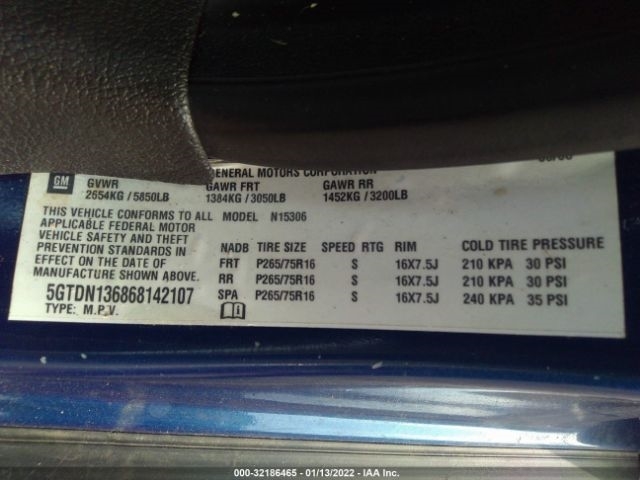 GENERAL MOTORS CORPORATION
GM
GVWR GAWR FRT GAWR RR
2654KG / 5850LB 1384KG / 3050LB 1452KG / 3200LB
THIS VEHICLE CONFORMS TO ALL MODEL N15306
APPLICABLE FEDERAL MOTOR
VEHICLE SAFETY AND THEFT
PREVENTION STANDARDS IN
EFFECT ON THE DATE OF
MANUFACTURE SHOWN ABOVE.
5GTDN136868142107
TYPE: M.P.V.
NADB TIRE SIZE SPEED RTG RIM COLD TIRE PRESSURE
FRT P265/75R16 S 16X7.5J 210 KPA 30 PSI
RR P265/75R16 S 16X7.5J 210 KPA 30 PSI
SPA P265/75R16 S 16X7.5J 240 KPA 35 PSI
000-32186465 - 01/13/2022 - IAA Inc.